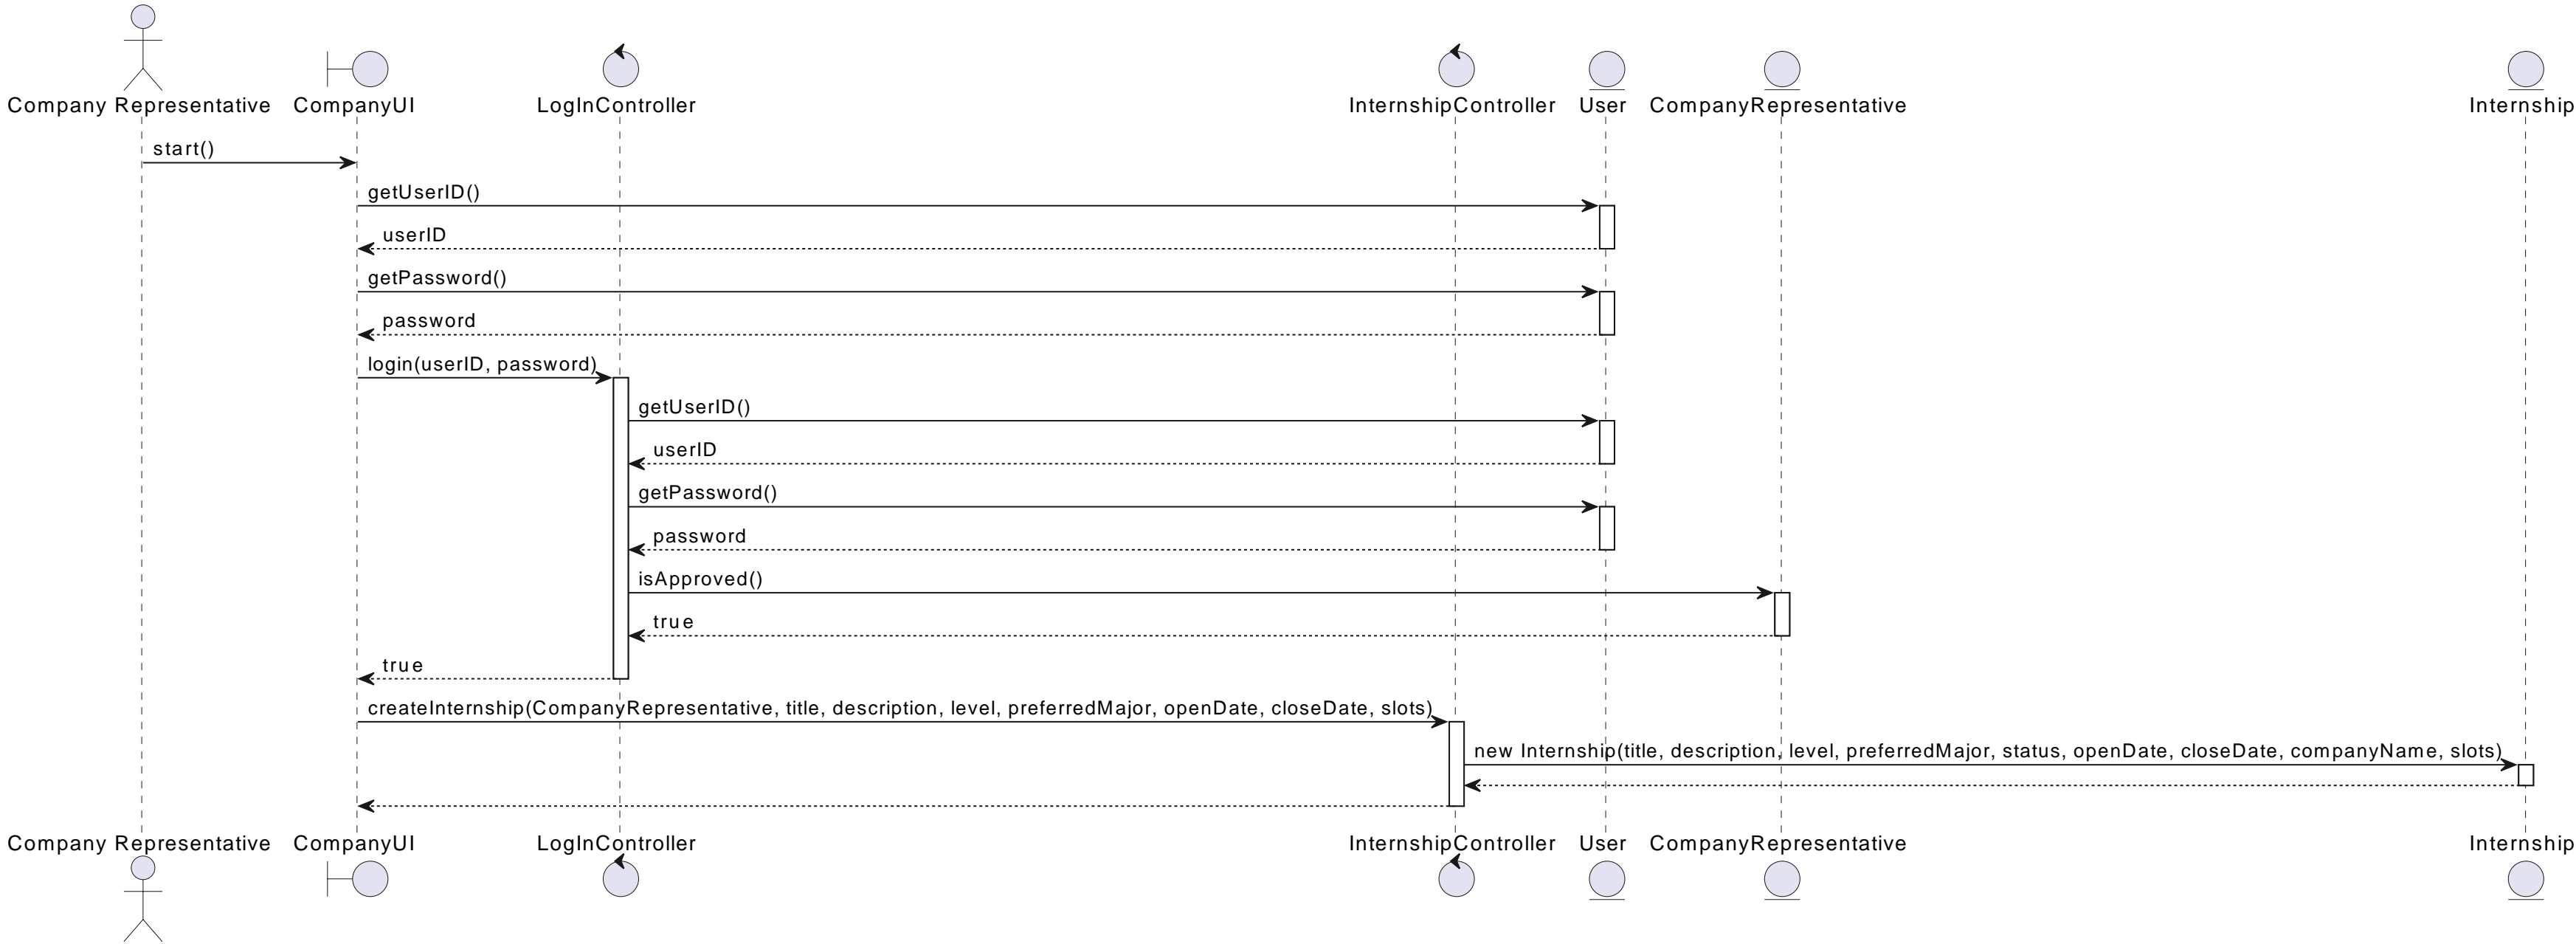 Company Representative
CompanyUI
LogInController
InternshipController
User
CompanyRepresentative
Internship
start()
getUserID()
userID
getPassword()
password
login(userID, password)
getUserID()
userID
getPassword()
password
isApproved()
true
true
createInternship(CompanyRepresentative, title, description, level, preferredMajor, openDate, closeDate, slots)
new Internship(title, description, level, preferredMajor, status, openDate, closeDate, companyName, slots)
Company Representative
CompanyUI
LogInController
InternshipController
User
CompanyRepresentative
Internship